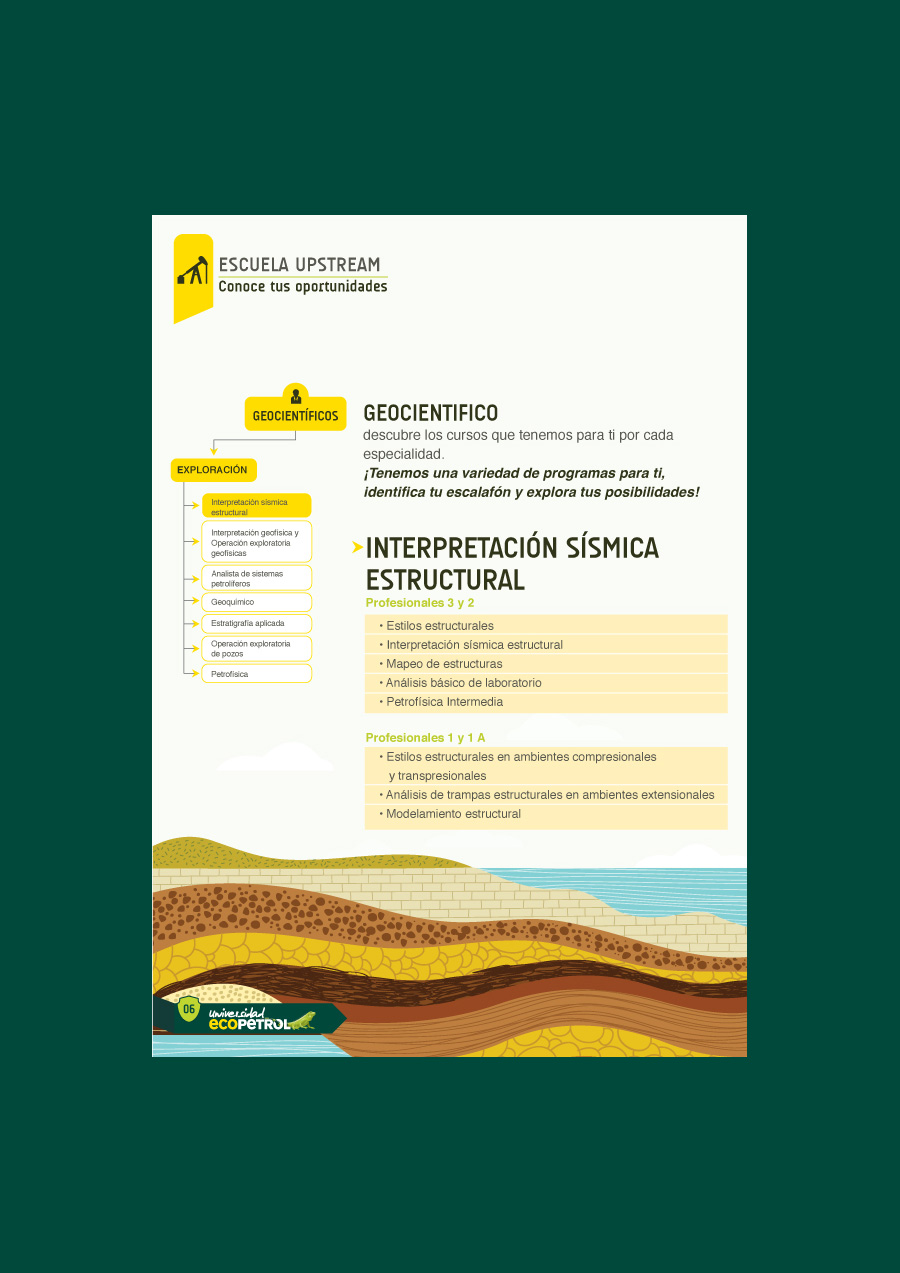 ESCUELA UPSTREAM
Conoce tus oportunidades
GEOCIENTÍFICOS
EXPLORACIÓN
Interpretación sísmica
estructural
Interpretación geofísica y
Operación exploratoria
geofísicas
Analista de sistemas
petrolíferos
Geoquímico
Estratigrafía aplicada
Operación exploratoria
de pozos
Petrofísica
GEOCIENTIFICO
descubre los cursos que tenemos para ti por cada
especialidad.
¡Tenemos una variedad de programas para ti,
identifica tu escalafón y explora tus posibilidades!
INTERPRETACIÓN SÍSMICA
ESTRUCTURAL
Profesionales 3 y 2
• Estilos estructurales
• Interpretación sísmica estructural
• Mapeo de estructuras
• Análisis básico de laboratorio
• Petrofísica Intermedia
Profesionales 1 y 1 A
• Estilos estructurales en ambientes compresionales
y transpresionales
• Análisis de trampas estructurales en ambientes extensionales
• Modelamiento estructural
06
universidad
ECOPETROL